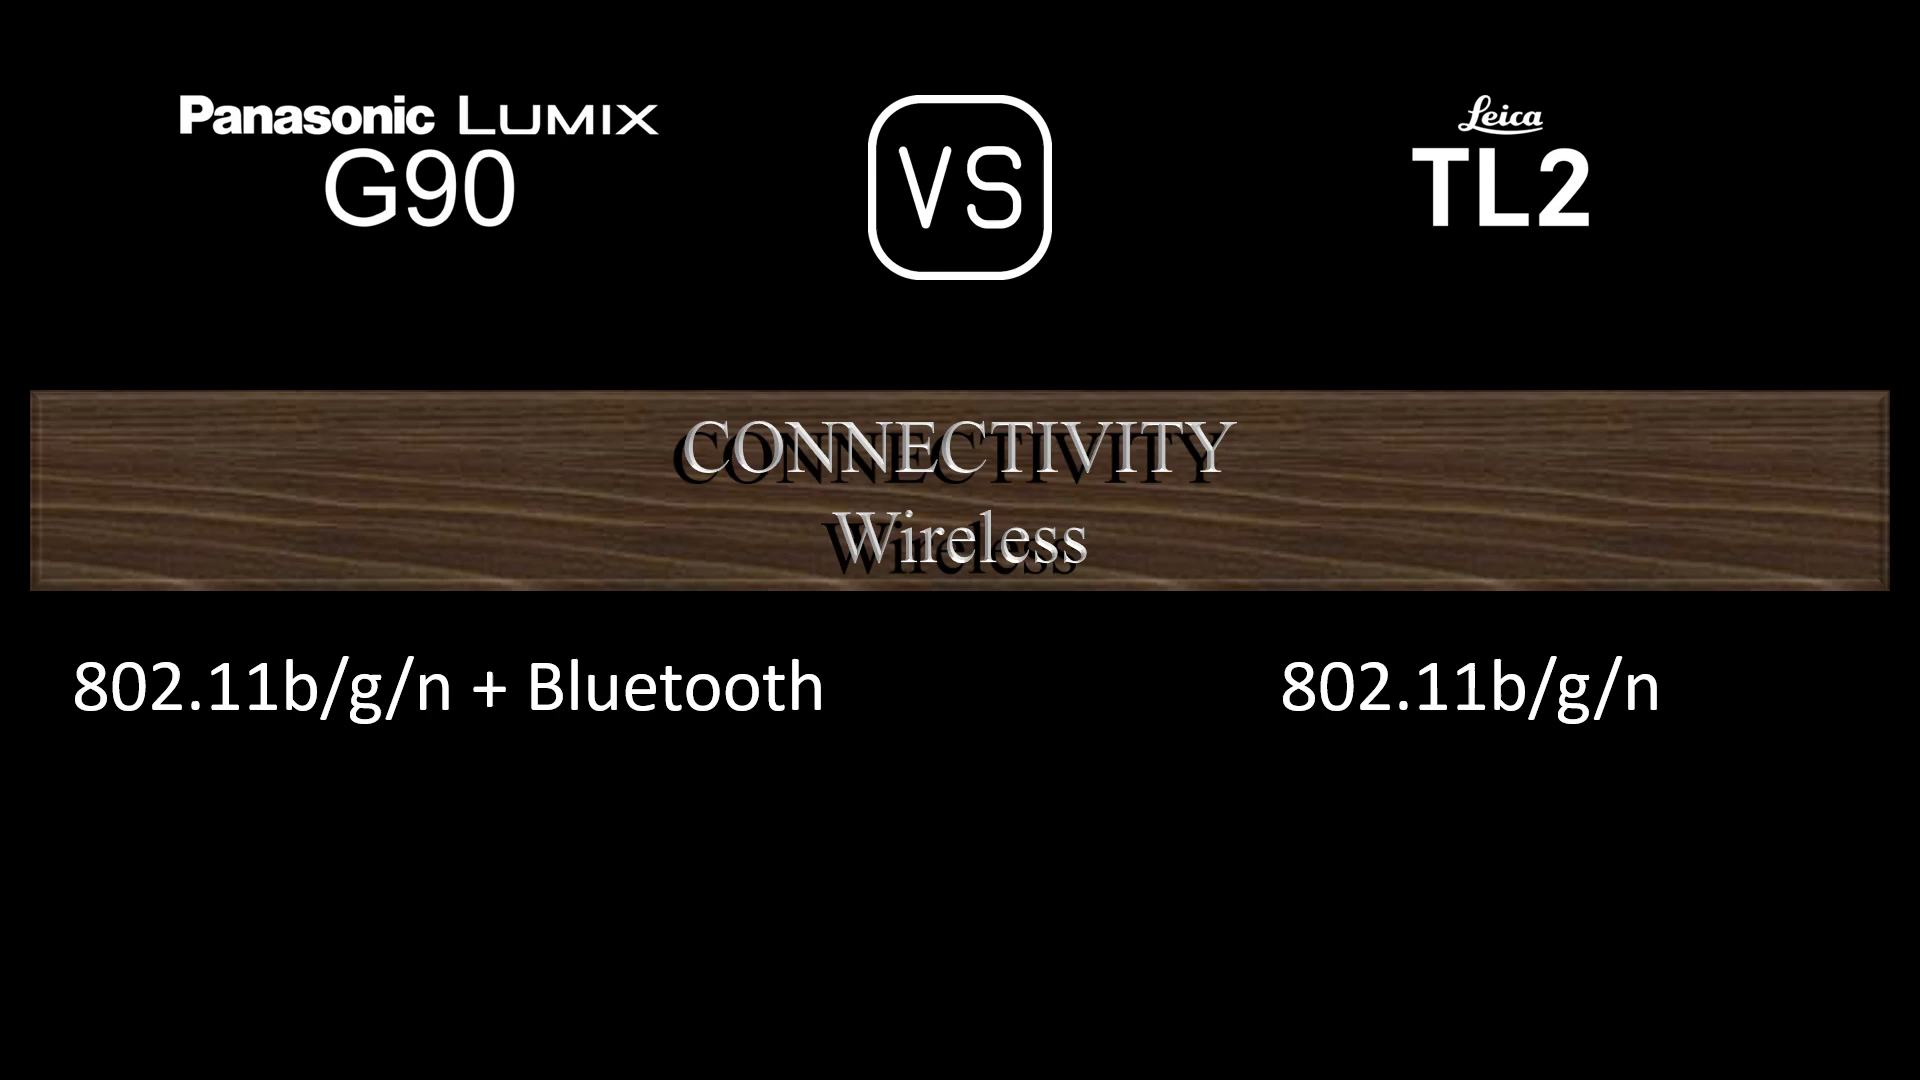 Panasonic LUMIX
G90
VS
Leica
TL2
CONNECTIVITY
Wireless
802.11b/g/n + Bluetooth
802.11b/g/n